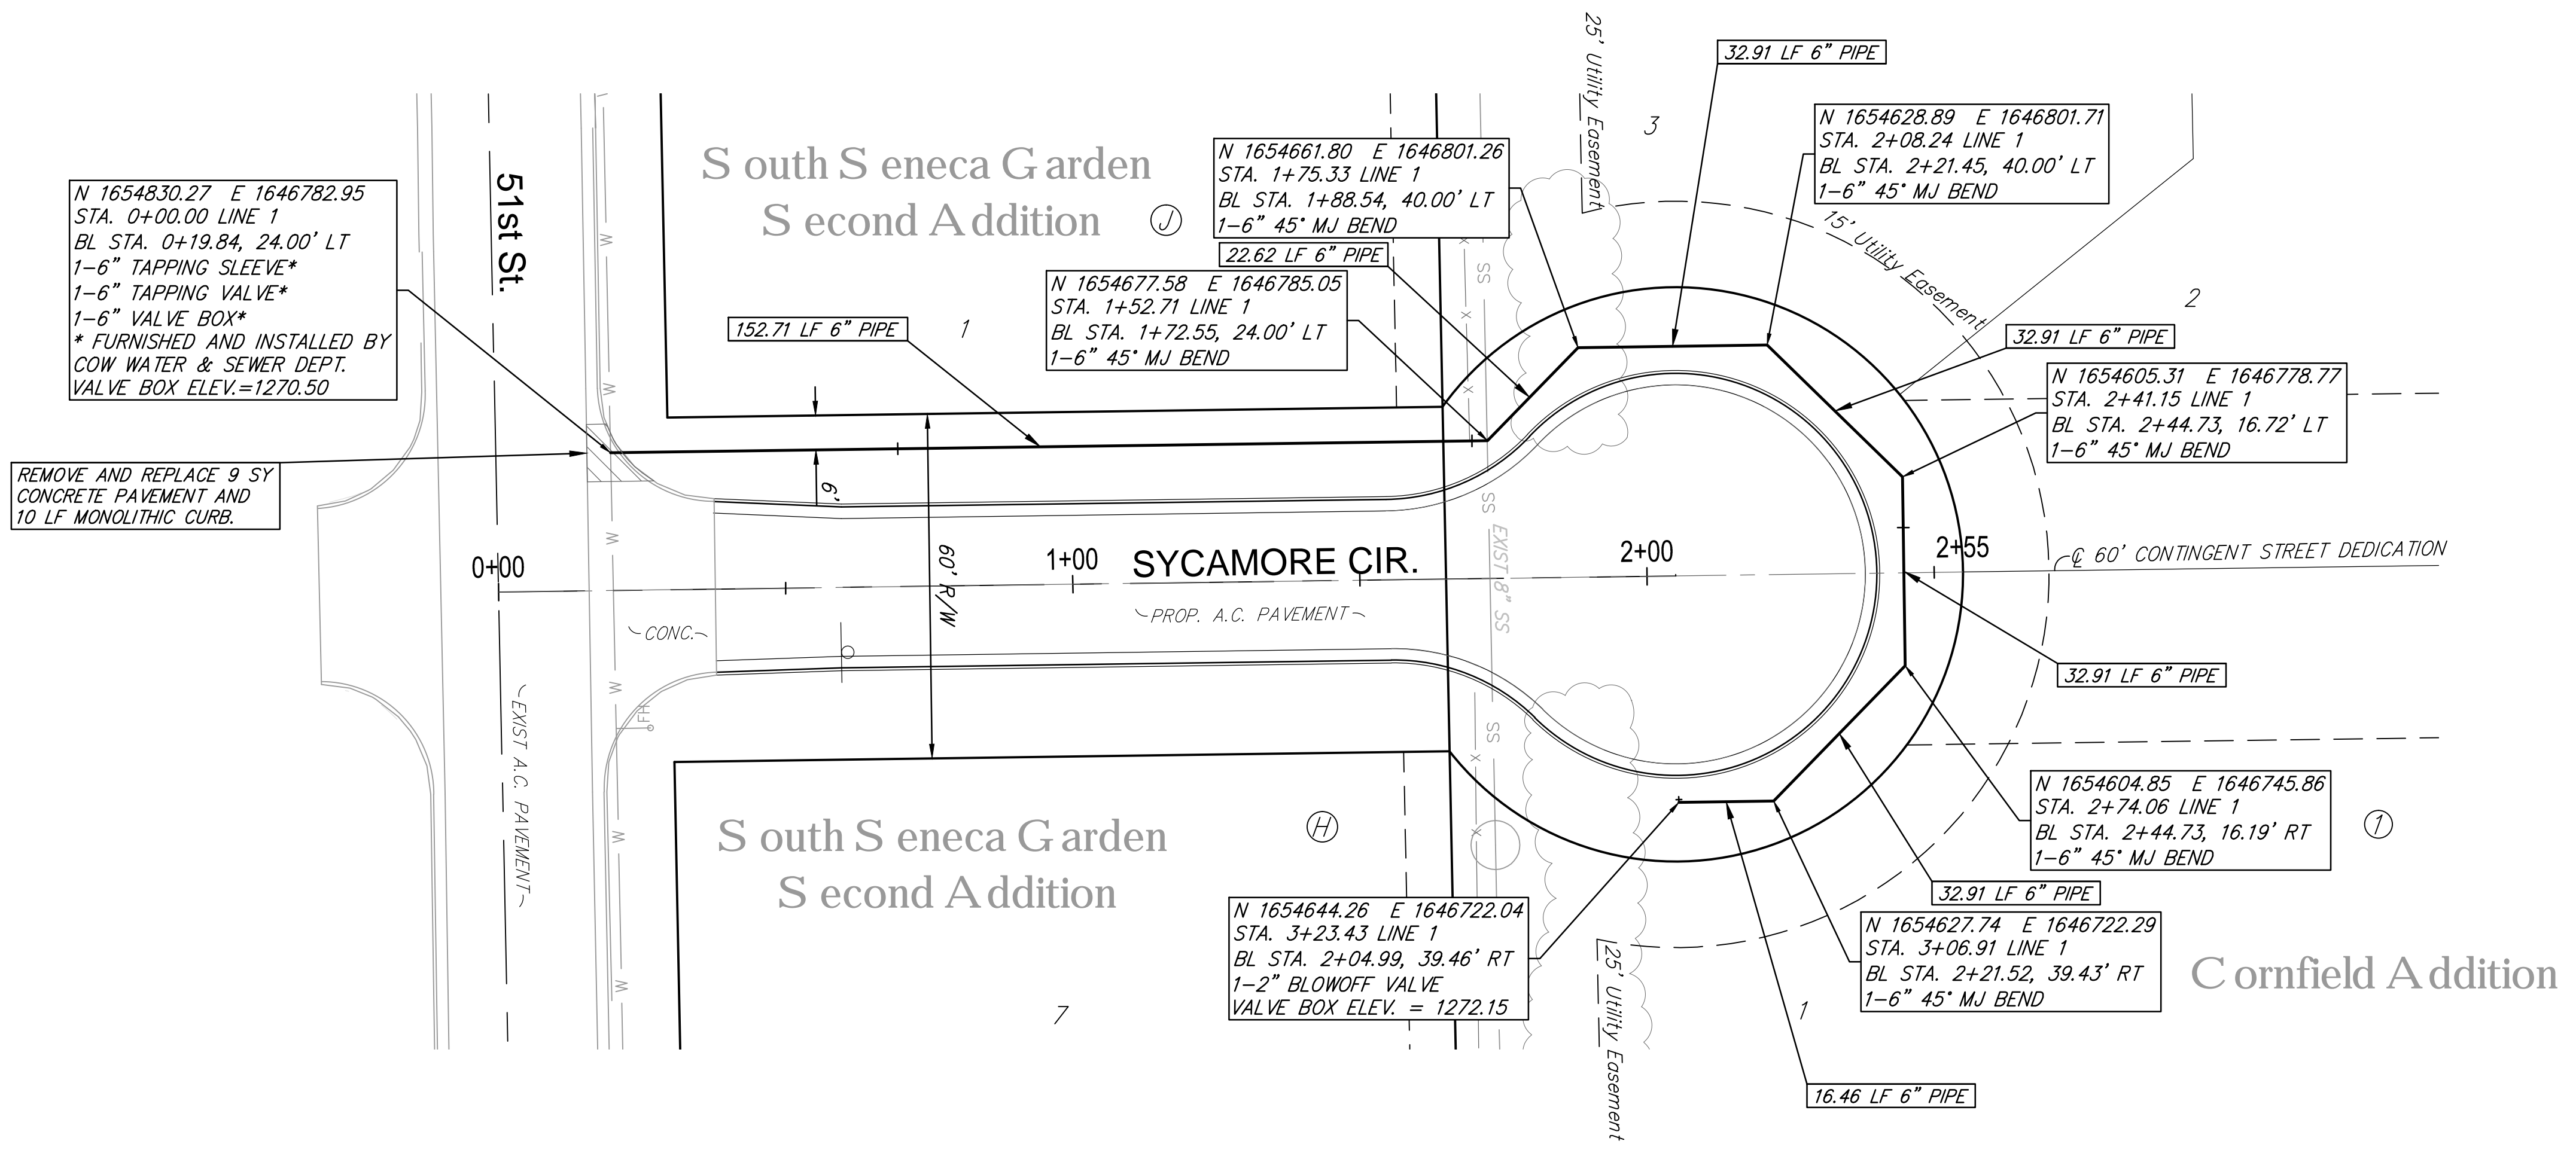 25' Utility Easement
32.91 LF 6" PIPE
3
N 1654628.89 E 1646801.71
STA. 2+08.24 LINE 1
BL STA. 2+21.45, 40.00' LT
1-6" 45° MJ BEND
South Seneca Garden
Second Addition
J
N 1654661.80 E 1646801.26
STA. 1+75.33 LINE 1
BL STA. 1+88.54, 40.00' LT
1-6" 45° MJ BEND
22.62 LF 6" PIPE
N 1654677.58 E 1646785.05
STA. 1+52.71 LINE 1
BL STA. 1+72.55, 24.00' LT
1-6" 45° MJ BEND
152.71 LF 6" PIPE
1
N 1654830.27 E 1646782.95
STA. 0+00.00 LINE 1
BL STA. 0+19.84, 24.00' LT
1-6" TAPPING SLEEVE*
1-6" TAPPING VALVE*
1-6" VALVE BOX*
* FURNISHED AND INSTALLED BY
COW WATER & SEWER DEPT.
VALVE BOX ELEV.=1270.50
51st St.
15' Utility Easement
2
32.91 LF 6" PIPE
N 1654605.31 E 1646778.77
STA. 2+41.15 LINE 1
BL STA. 2+44.73, 16.72' LT
1-6" 45° MJ BEND
REMOVE AND REPLACE 9 SY
CONCRETE PAVEMENT AND
10 LF MONOLITHIC CURB.
W
W
W
W
W
W
W
SS
SS
SS
X
X
X
X
X
6'
60' R/W
0+00
1+00
SYCAMORE CIR.
2+00
2+55
℄ 60' CONTINGENT STREET DEDICATION
EXIST 8" SS
PROP. A.C. PAVEMENT
CONC.
FH
EXIST A.C. PAVEMENT
32.91 LF 6" PIPE
South Seneca Garden
Second Addition
H
N 1654604.85 E 1646745.86
STA. 2+74.06 LINE 1
BL STA. 2+44.73, 16.19' RT
1-6" 45° MJ BEND
1
32.91 LF 6" PIPE
N 1654644.26 E 1646722.04
STA. 3+23.43 LINE 1
BL STA. 2+04.99, 39.46' RT
1-2" BLOWOFF VALVE
VALVE BOX ELEV. = 1272.15
N 1654627.74 E 1646722.29
STA. 3+06.91 LINE 1
BL STA. 2+21.52, 39.43' RT
1-6" 45° MJ BEND
Cornfield Addition
7
1
25' Utility Easement
16.46 LF 6" PIPE